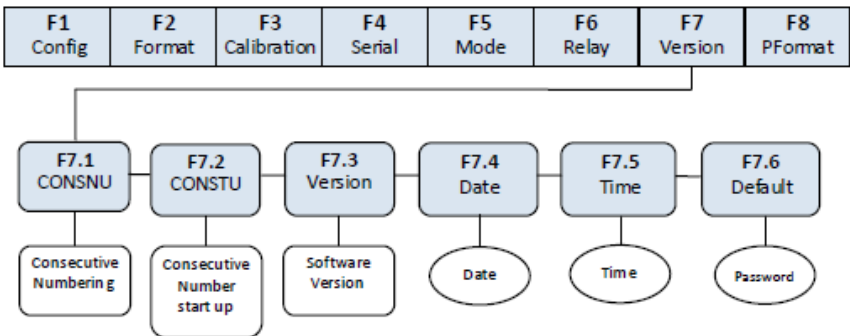 F1 F2 F3 F4 F5 F6 F7 F8
Config Format Calibration Serial Mode Relay Version PFormat
F7.1 F7.2 F7.3 F7.4 F7.5 F7.6
CONSNU CONSTU Version Date Time Default
Consecutive
Numbering
Consecutive
Number
start up
Software
Version
Date
Time
Password